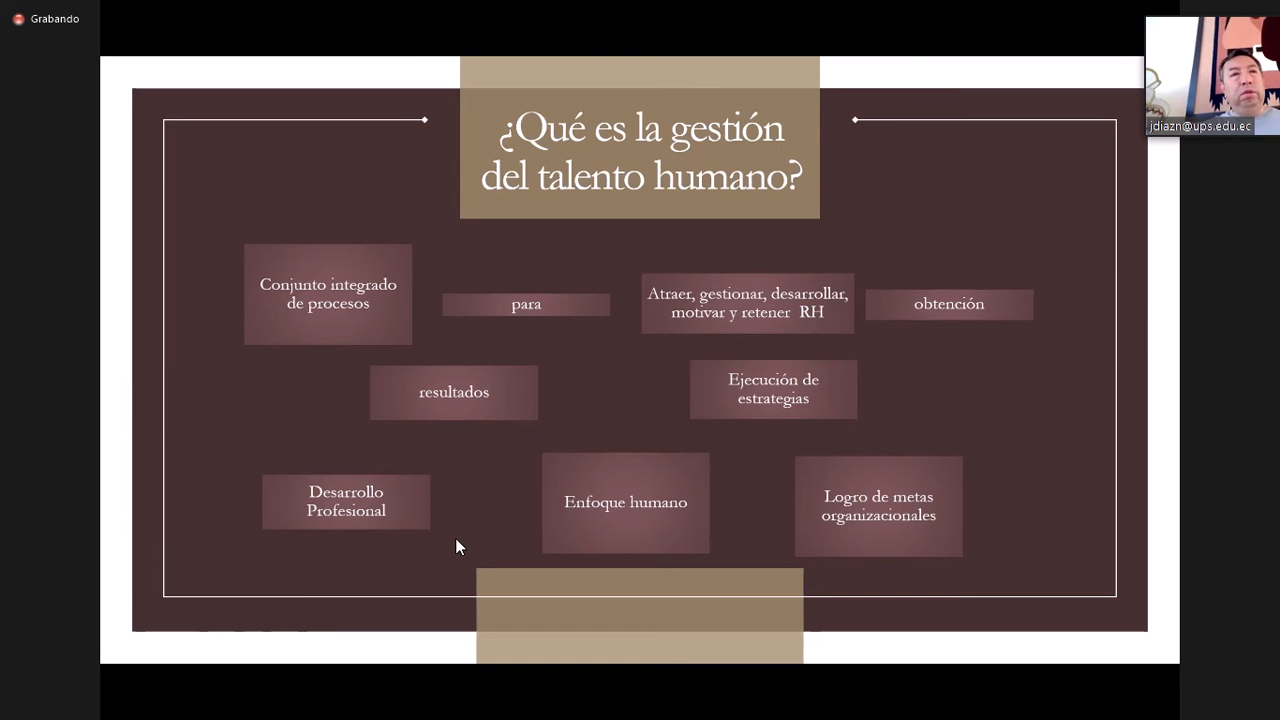 Grabando
jdiazn@ups.edu.ec
¿Qué es la gestión
del talento humano?
Conjunto integrado
de procesos
para
Atraer, gestionar, desarrollar,
motivar y retener RH
obtención
resultados
Ejecución de
estrategias
Desarrollo
Profesional
Enfoque humano
Logro de metas
organizacionales